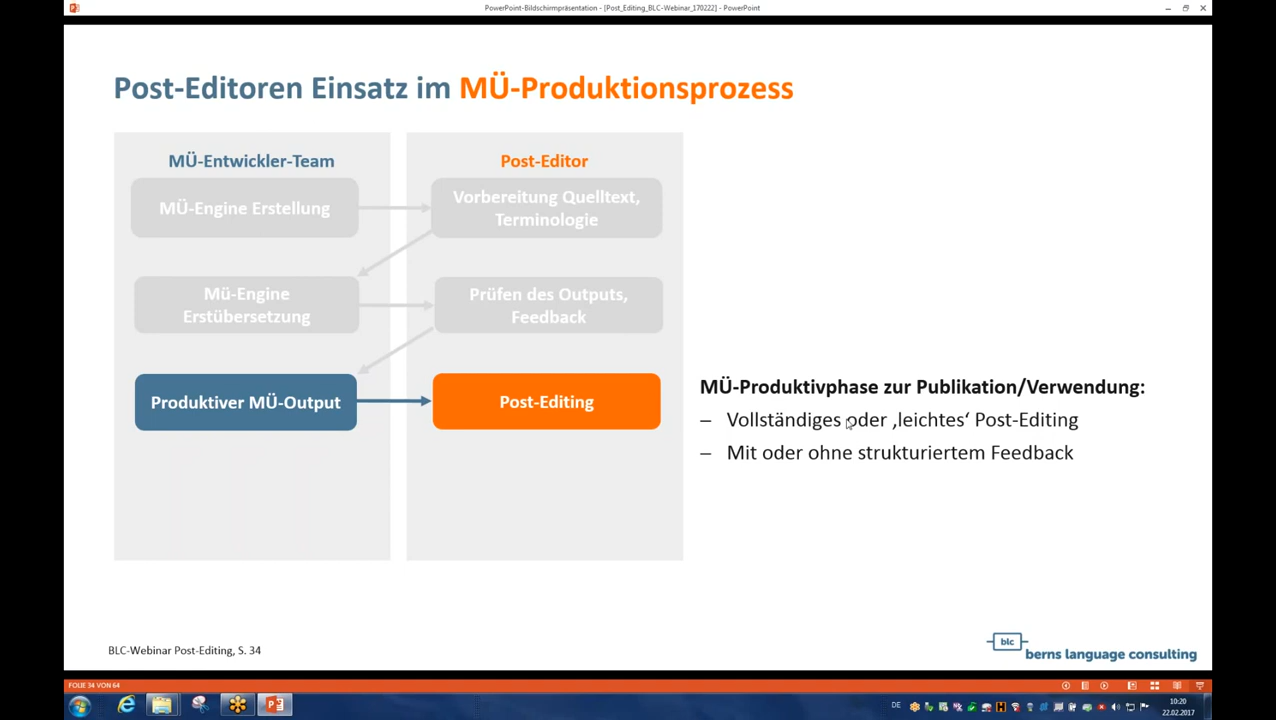 PowerPoint-Bildschirmpräsentation - [Post_Editing_BLC-Webinar_170222] - PowerPoint
Post-Editoren Einsatz im MÜ-Produktionsprozess
MÜ-Entwickler-Team
Post-Editor
MÜ-Engine Erstellung
Vorbereitung Quelltext,
Terminologie
Mü-Engine
Erstübersetzung
Prüfen des Outputs,
Feedback
Produktiver MÜ-Output
Post-Editing
MÜ-Produktivphase zur Publikation/Verwendung:
– Vollständiges oder ‚leichtes‘ Post-Editing
– Mit oder ohne strukturiertem Feedback
BLC-Webinar Post-Editing, S. 34
blc
berns language consulting
FOLIE 34 VON 64
DE
10:20
22.02.2017